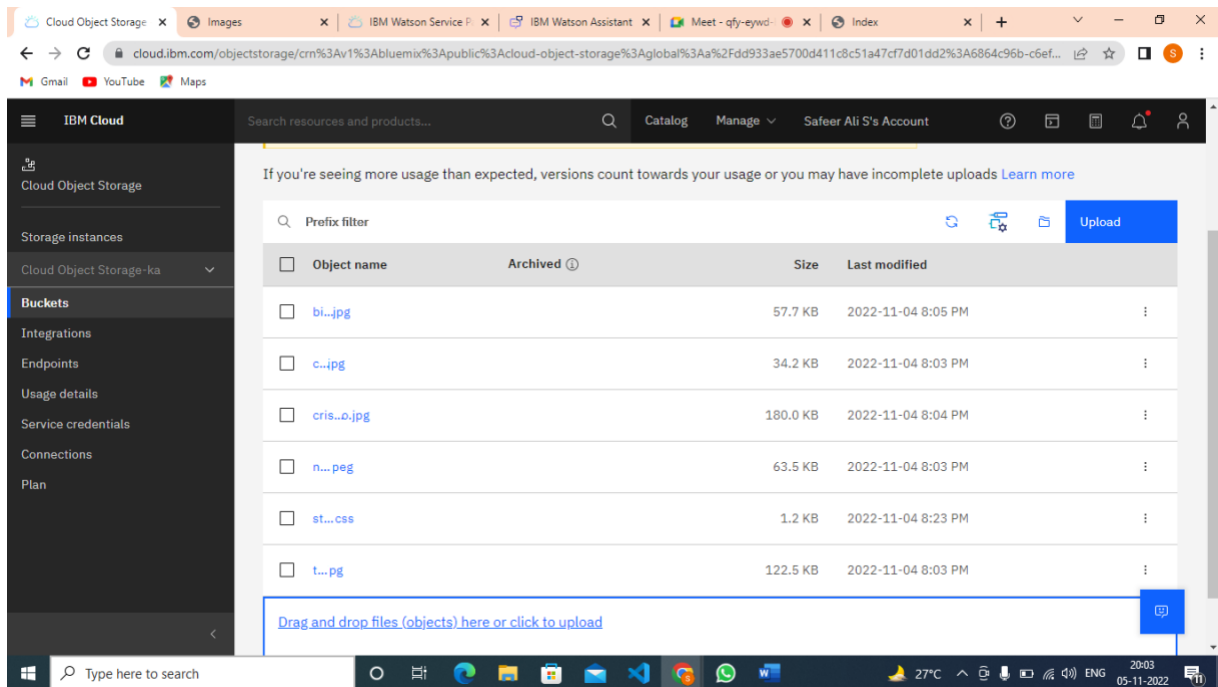 Cloud Object Storage
Images
IBM Watson Service P
IBM Watson Assistant
Meet - qfy-eywd-
Index
cloud.ibm.com/objectstorage/crn%3Av1%3Abluemix%3Apublic%3Acloud-object-storage%3Aglobal%3Aa%2Fdd933ae5700d411c8c51a47cf7d01dd2%3A6864c96b-c6ef...
Gmail YouTube Maps
IBM Cloud
Search resources and products...
Catalog Manage Safeer Ali S's Account
Cloud Object Storage
Storage instances
Cloud Object Storage-ka
Buckets
Integrations
Endpoints
Usage details
Service credentials
Connections
Plan
If you're seeing more usage than expected, versions count towards your usage or you may have incomplete uploads Learn more
Prefix filter Upload
Object name Archived Size Last modified
bi...jpg 57.7 KB 2022-11-04 8:05 PM
c...jpg 34.2 KB 2022-11-04 8:03 PM
cris...o.jpg 180.0 KB 2022-11-04 8:04 PM
n...peg 63.5 KB 2022-11-04 8:03 PM
st...css 1.2 KB 2022-11-04 8:23 PM
t...pg 122.5 KB 2022-11-04 8:03 PM
Drag and drop files (objects) here or click to upload
Type here to search
27°C ENG
20:03
05-11-2022